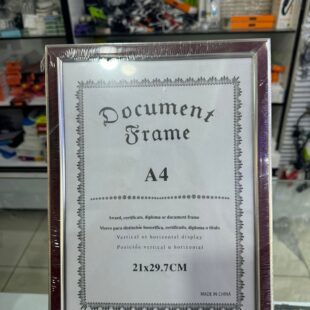 Document
Frame
A4
Award, certificate, diploma or document frame
Marco para distinción honorífica, certificado, diploma o título
Vertical or horizontal display
Posición vertical u horizontal
21x29.7CM
MADE IN CHINA